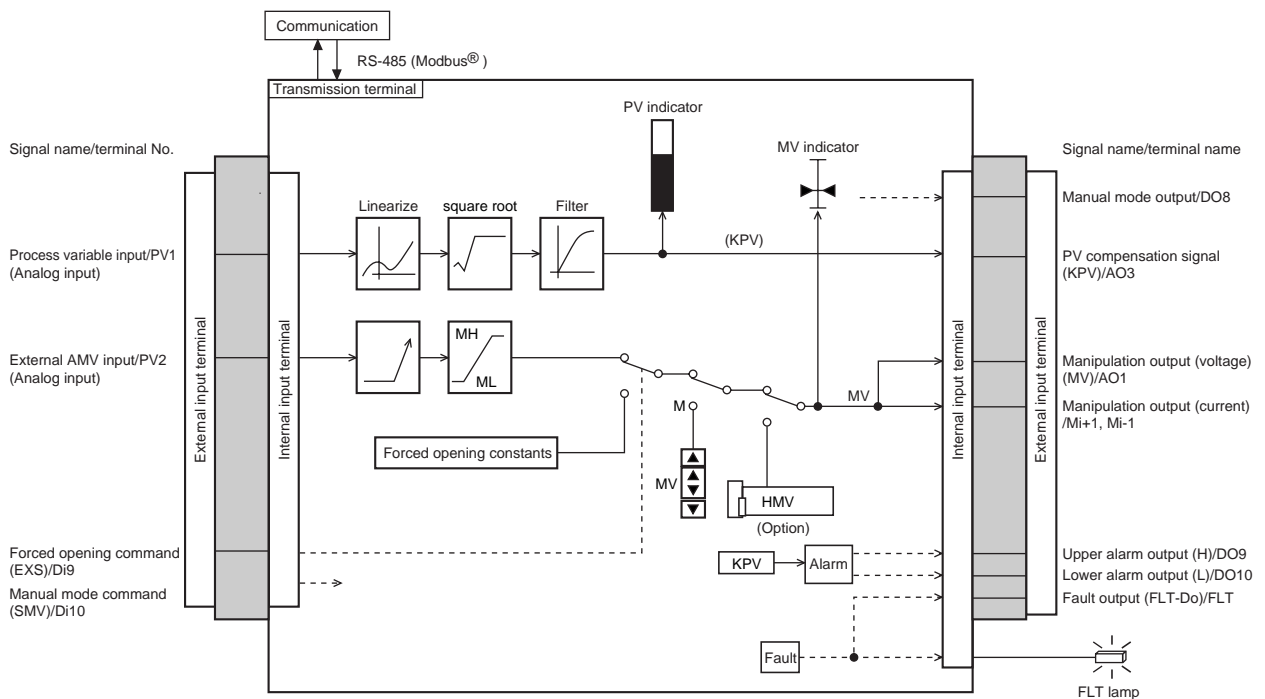 Communication
RS-485 (Modbus® )
Transmission terminal
PV indicator
MV indicator
Signal name/terminal No.
Signal name/terminal name
Manual mode output/DO8
Linearize
square root
Filter
(KPV)
Process variable input/PV1
(Analog input)
PV compensation signal
(KPV)/AO3
External input terminal
Internal input terminal
MH
ML
External AMV input/PV2
(Analog input)
Internal input terminal
External input terminal
Manipulation output (voltage)
(MV)/AO1
MV
Manipulation output (current)
/Mi+1, Mi-1
M
Forced opening constants
MV
HMV
(Option)
Forced opening command
(EXS)/Di9
Manual mode command
(SMV)/Di10
KPV
Alarm
Upper alarm output (H)/DO9
Lower alarm output (L)/DO10
Fault output (FLT-Do)/FLT
Fault
FLT lamp